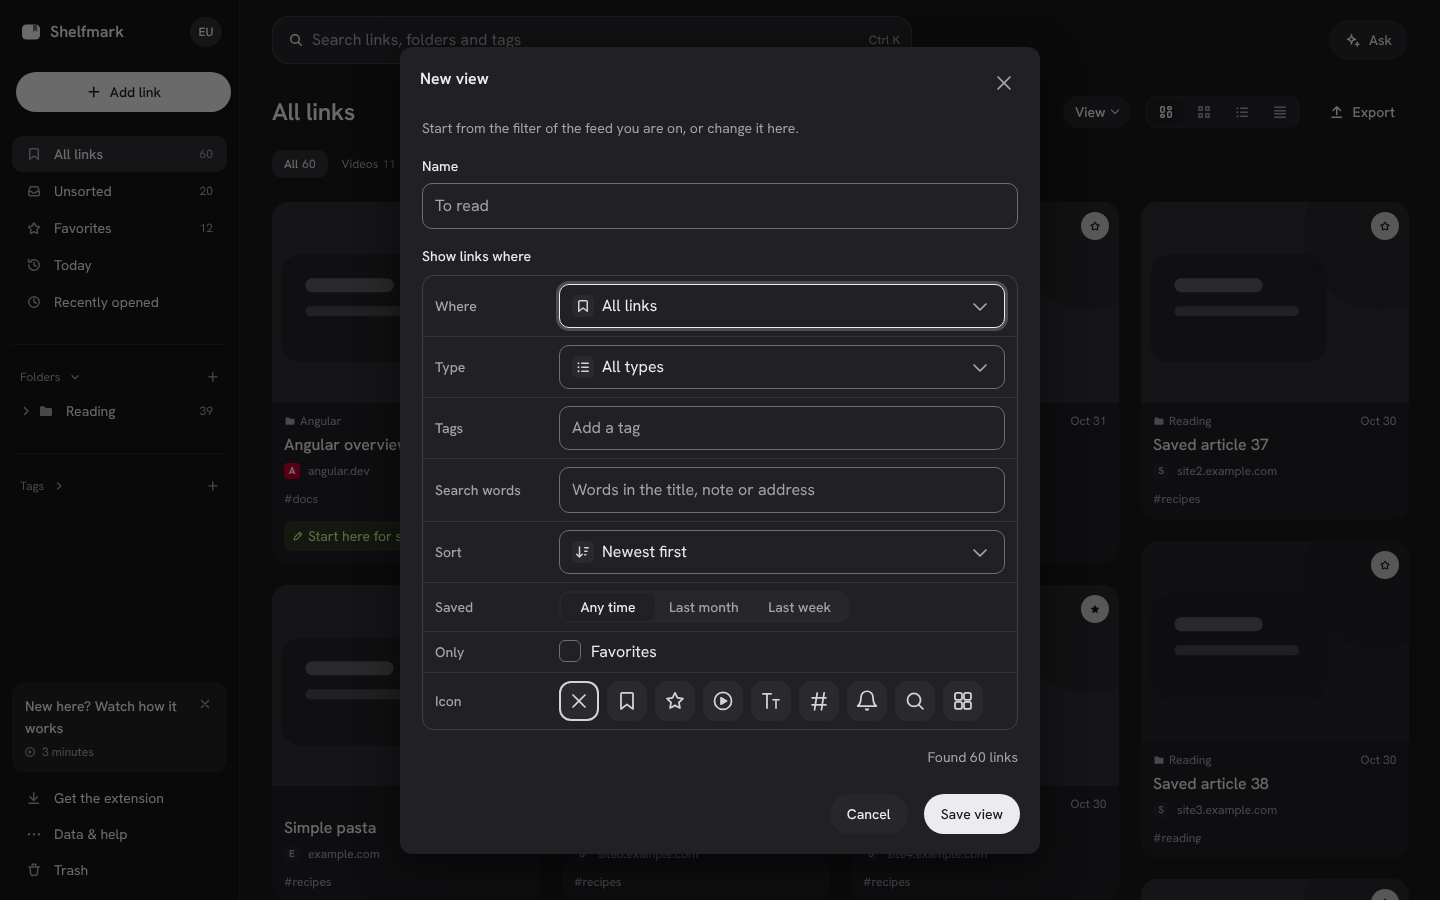 Shelfmark
EU
Add link
All links 60
Unsorted 20
Favorites 12
Today
Recently opened
Folders
Reading 39
Tags
New here? Watch how it
works
3 minutes
Get the extension
Data & help
Trash
Search links, folders and tags
Ctrl K
Ask
All links
View
Export
All 60
Videos 11
New view
Start from the filter of the feed you are on, or change it here.
Name
To read
Show links where
Where All links
Type All types
Tags Add a tag
Search words Words in the title, note or address
Sort Newest first
Saved Any time Last month Last week
Only Favorites
Icon
Found 60 links
Cancel
Save view
Angular
Angular overview
A angular.dev
#docs
Start here for s
Oct 31
Reading Oct 30
Saved article 37
S site2.example.com
#recipes
Simple pasta
E example.com
#recipes
#recipes
Oct 30
S site4.example.com
#recipes
Reading Oct 30
Saved article 38
S site3.example.com
#reading